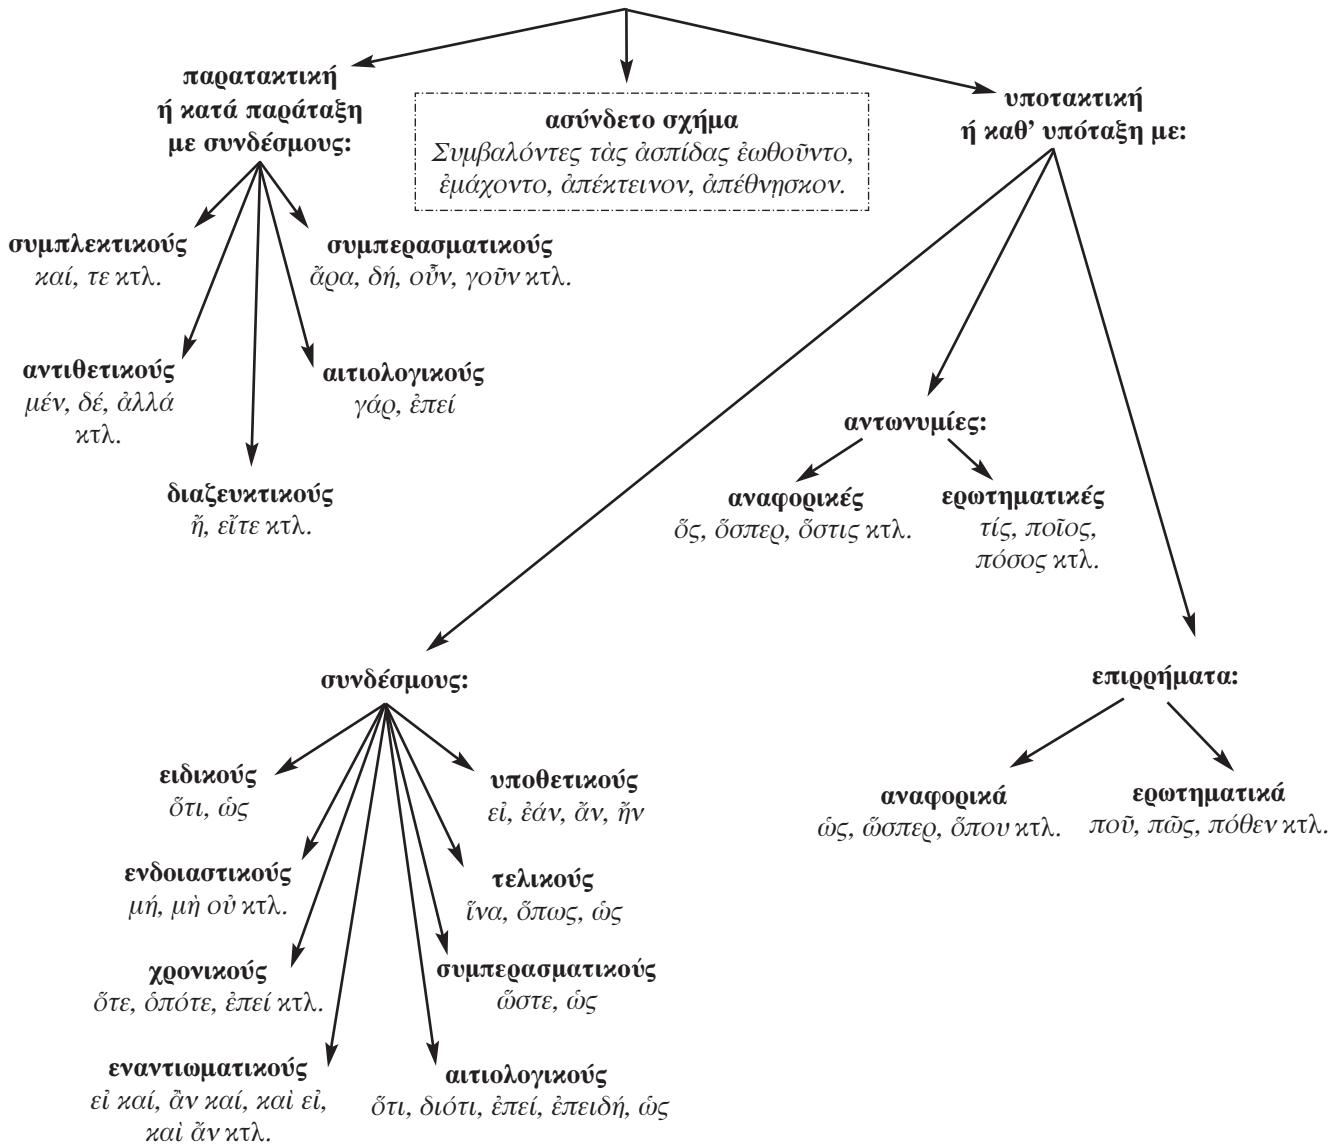 παρατακτική
ή κατά παράταξη
με συνδέσμους:
ασύνδετο σχήμα
Συμβαλόντες τὰς ἀσπίδας ἐωθοῦντο,
ἐμάχοντο, ἀπέκτεινον, ἀπέθνῃσκον.
υποτακτική
ή καθ’ υπόταξη με:
συμπλεκτικούς
καί, τε κτλ.
συμπερασματικούς
ἄρα, δή, οὖν, γοῦν κτλ.
αντιθετικούς
μέν, δέ, ἀλλά
κτλ.
αιτιολογικούς
γάρ, ἐπεί
διαζευκτικούς
ἤ, εἴτε κτλ.
αντωνυμίες:
αναφορικές
ὅς, ὅσπερ, ὅστις κτλ.
ερωτηματικές
τίς, ποῖος,
πόσος κτλ.
συνδέσμους:
ειδικούς
ὅτι, ὡς
υποθετικούς
εἰ, ἐάν, ἄν, ἤν
ενδοιαστικούς
μή, μὴ οὐ κτλ.
τελικούς
ἵνα, ὅπως, ὡς
χρονικούς
ὅτε, ὁπότε, ἐπεί κτλ.
συμπερασματικούς
ὥστε, ὡς
εναντιωματικούς
εἰ καί, ἂν καί, καὶ εἰ,
καὶ ἄν κτλ.
αιτιολογικούς
ὅτι, διότι, ἐπεί, ἐπειδή, ὡς
επιρρήματα:
αναφορικά
ὡς, ὥσπερ, ὅπου κτλ.
ερωτηματικά
ποῦ, πῶς, πόθεν κτλ.